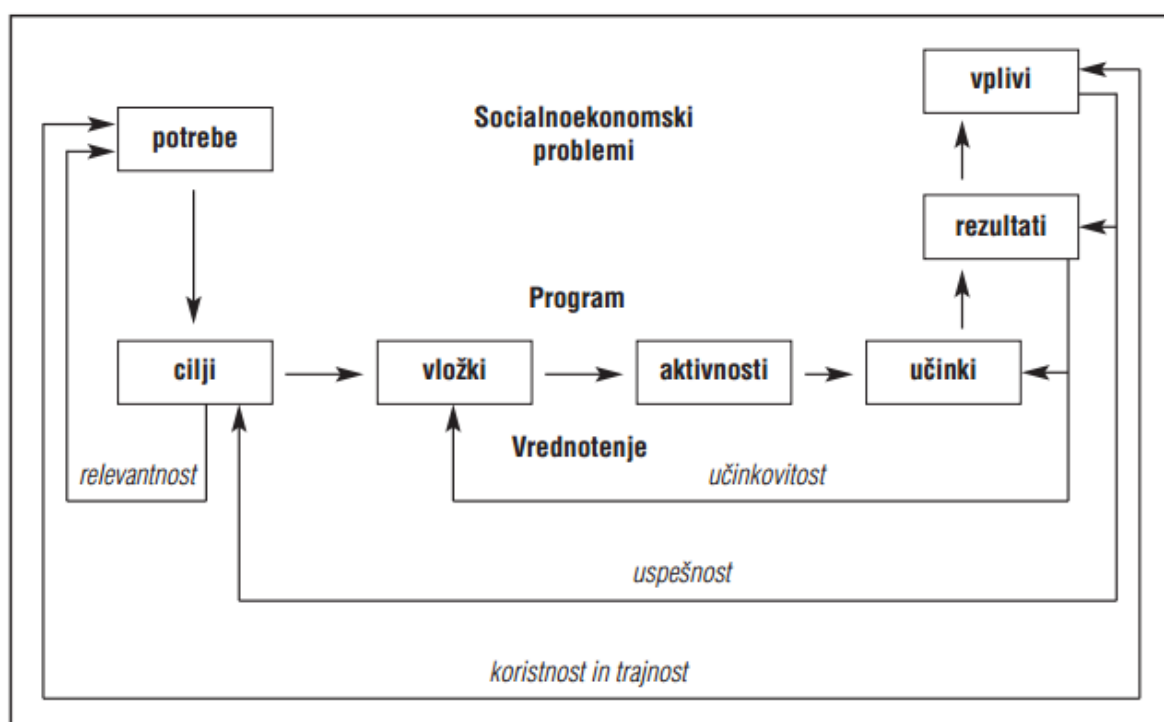 vplivi
Socialnoekonomski
problemi
potrebe
rezultati
Program
cilji
vložki
aktivnosti
učinki
Vrednotenje
relevantnost
učinkovitost
uspešnost
koristnost in trajnost